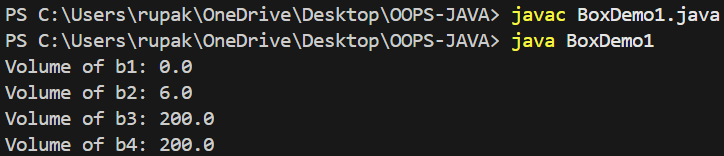 PS C:\Users\rupak\OneDrive\Desktop\OOPS-JAVA> javac BoxDemo1.java
PS C:\Users\rupak\OneDrive\Desktop\OOPS-JAVA> java BoxDemo1
Volume of b1: 0.0
Volume of b2: 6.0
Volume of b3: 200.0
Volume of b4: 200.0